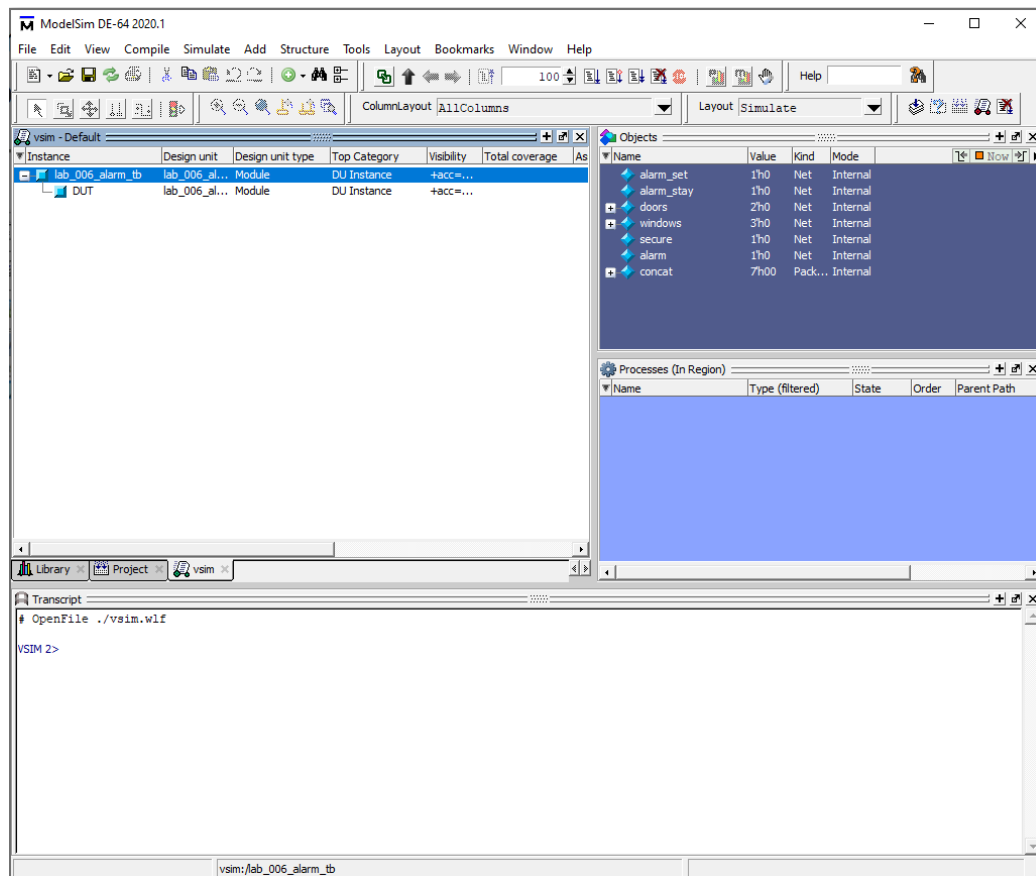 ModelSim DE-64 2020.1
File Edit View Compile Simulate Add Structure Tools Layout Bookmarks Window Help
100 Help
ColumnLayout AllColumns Layout Simulate
vsim - Default
Instance Design unit Design unit type Top Category Visibility Total coverage As
lab_006_alarm_tb lab_006_al... Module DU Instance +acc=...
DUT lab_006_al... Module DU Instance +acc=...
Objects
Name Value Kind Mode Now
alarm_set 1'h0 Net Internal
alarm_stay 1'h0 Net Internal
doors 2'h0 Net Internal
windows 3'h0 Net Internal
secure 1'h0 Net Internal
alarm 1'h0 Net Internal
concat 7'h00 Pack... Internal
Processes (In Region)
Name Type (filtered) State Order Parent Path
Library Project vsim
Transcript
# OpenFile ./vsim.wlf
VSIM 2>
vsim:/lab_006_alarm_tb